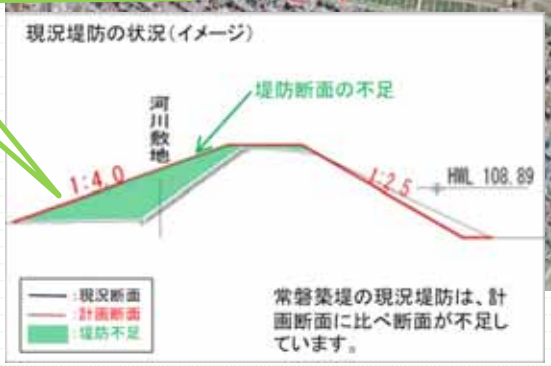 現況堤防の状況(イメージ)
堤防断面の不足
河川敷地
1:4.0
1:2.5
HWL 108.89
:現況断面
:計画断面
:堤防不足
常磐築堤の現況堤防は、計
画断面に比べ断面が不足し
ています。